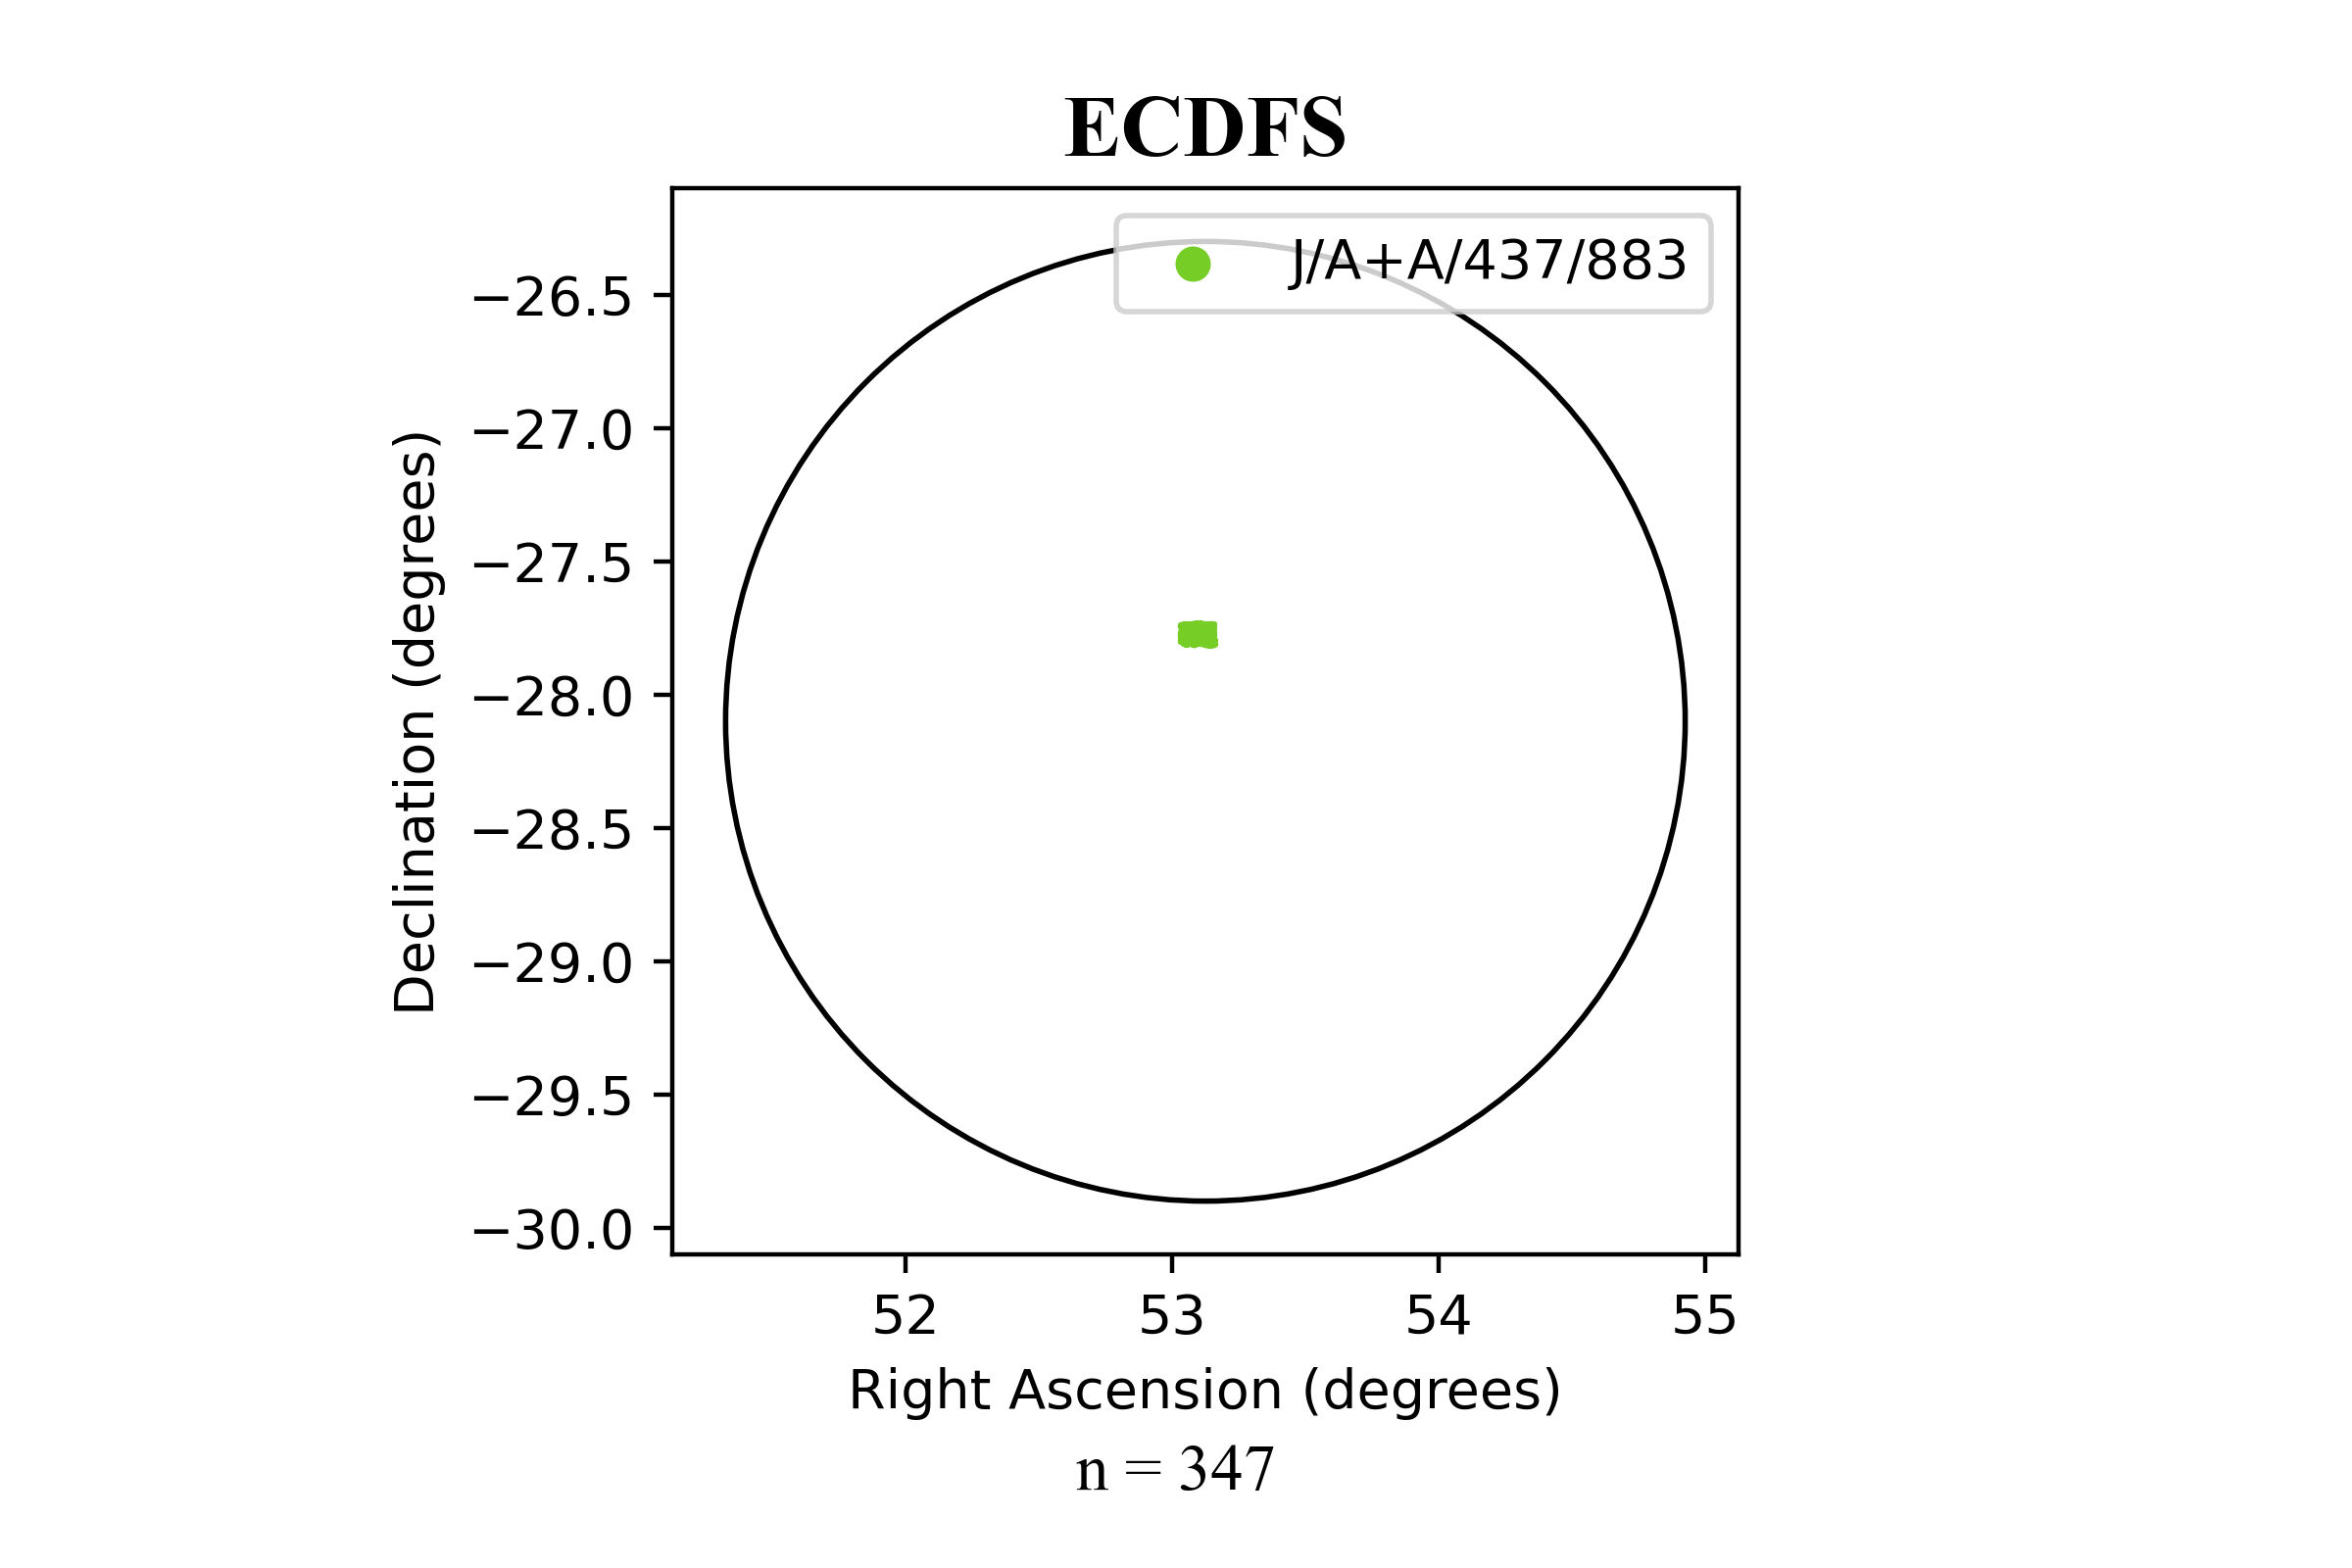 ECDFS
J/A+A/437/883
−26.5
−27.0
−27.5
−28.0
−28.5
−29.0
−29.5
−30.0
Declination (degrees)
52 53 54 55
Right Ascension (degrees)
n = 347